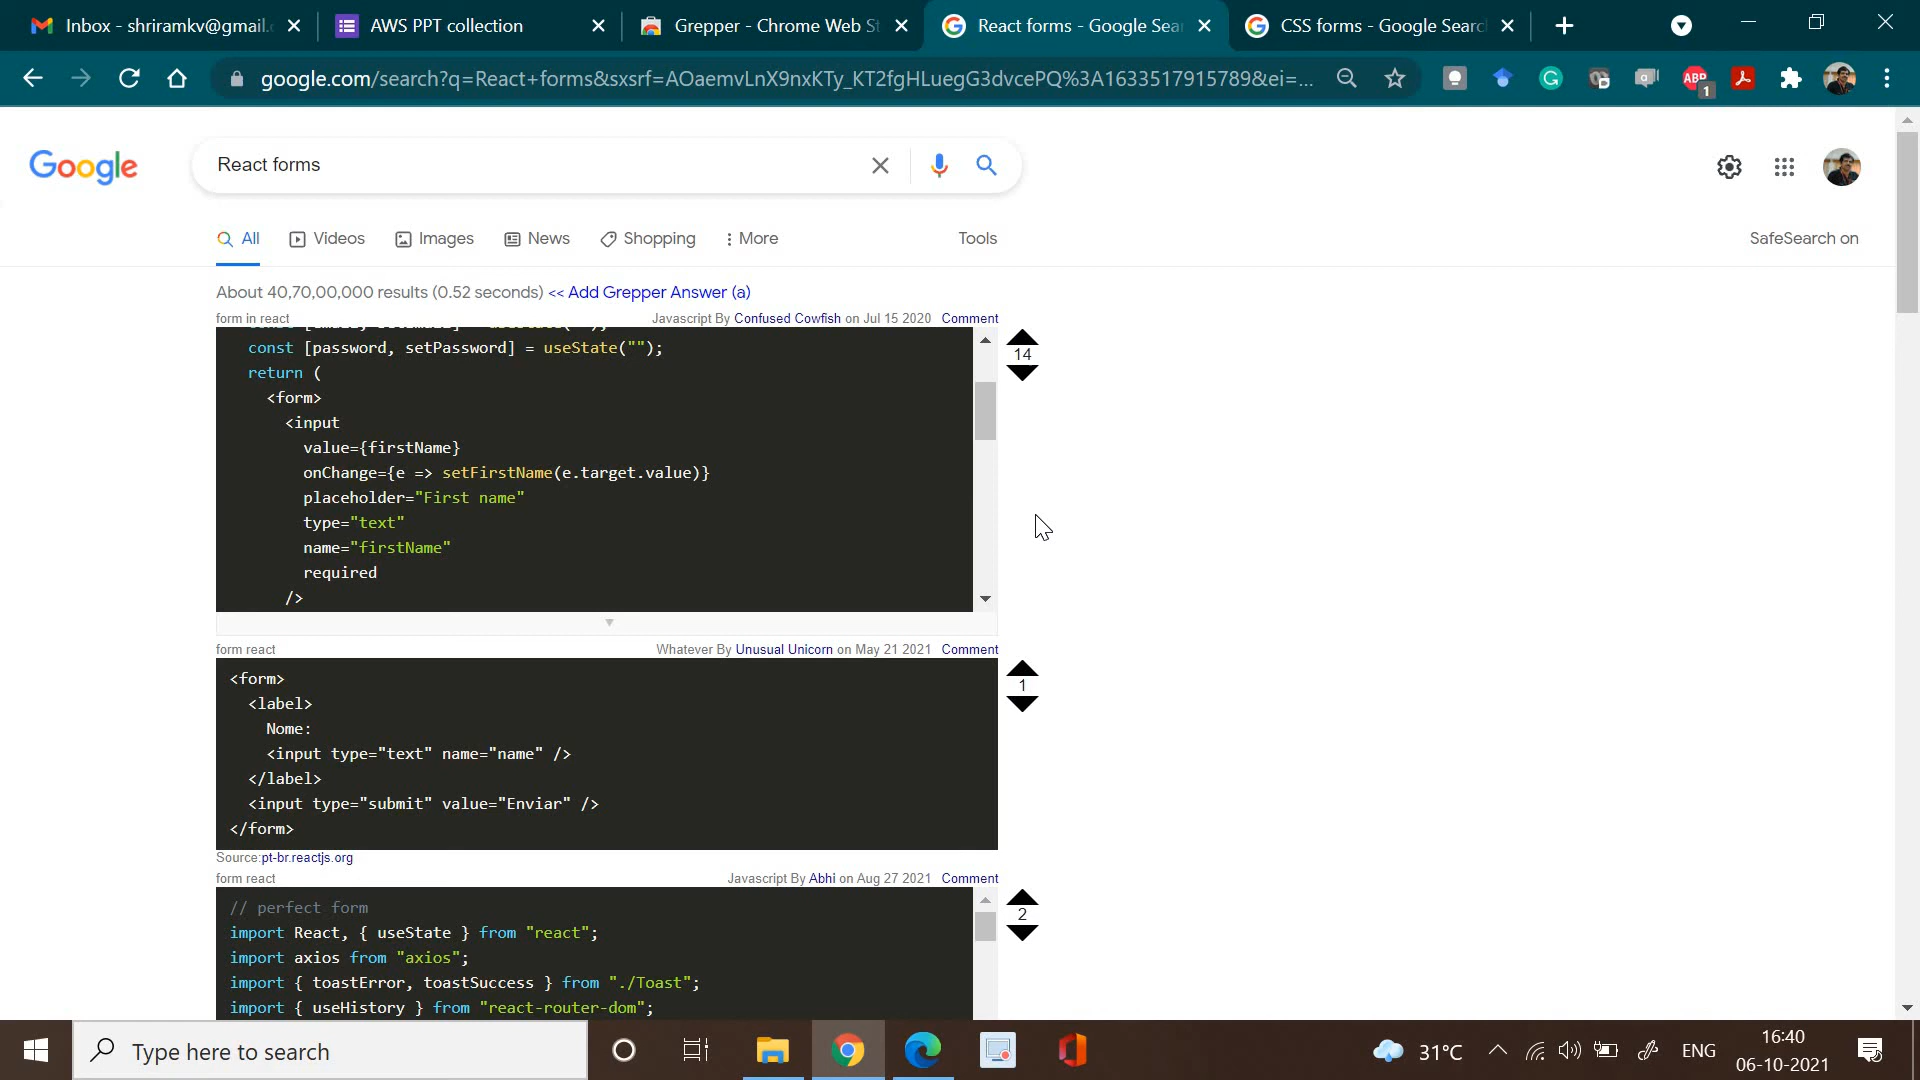 Inbox - shriramkv@gmail.c
AWS PPT collection
Grepper - Chrome Web St
React forms - Google Sear
CSS forms - Google Search
google.com/search?q=React+forms&sxsrf=AOaemvLnX9nxKTy_KT2fgHLuegG3dvcePQ%3A1633517915789&ei=...
ABP
1
Google
React forms
All
Videos
Images
News
Shopping
More
Tools
SafeSearch on
About 40,70,00,000 results (0.52 seconds) << Add Grepper Answer (a)
form in react
Javascript By Confused Cowfish on Jul 15 2020 Comment
const [password, setPassword] = useState("");
return (
<form>
<input
value={firstName}
onChange={e => setFirstName(e.target.value)}
placeholder="First name"
type="text"
name="firstName"
required
/>
14
form react
Whatever By Unusual Unicorn on May 21 2021 Comment
<form>
<label>
Nome:
<input type="text" name="name" />
</label>
<input type="submit" value="Enviar" />
</form>
1
Source:pt-br.reactjs.org
form react
Javascript By Abhi on Aug 27 2021 Comment
// perfect form
import React, { useState } from "react";
import axios from "axios";
import { toastError, toastSuccess } from "./Toast";
import { useHistory } from "react-router-dom";
2
Type here to search
31°C
ENG
16:40
06-10-2021